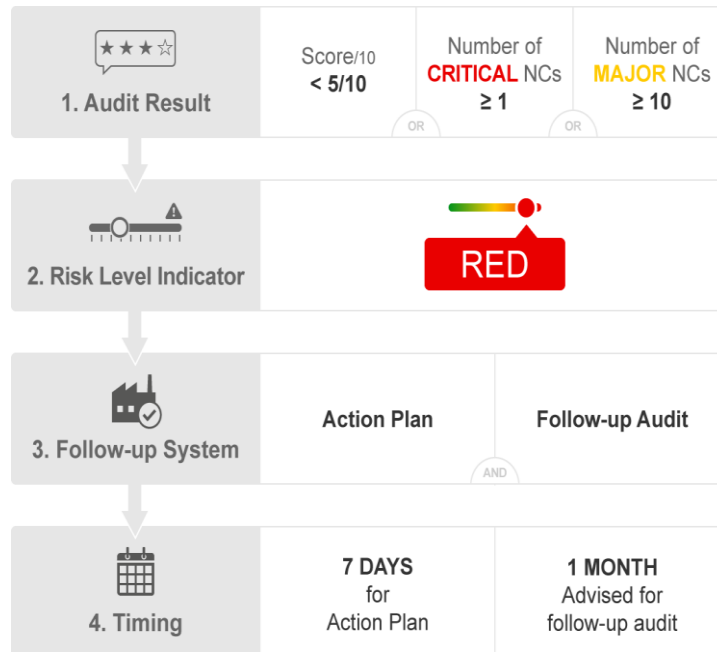 1. Audit Result
Score/10
< 5/10
OR
Number of
CRITICAL NCs
≥ 1
OR
Number of
MAJOR NCs
≥ 10
2. Risk Level Indicator
RED
3. Follow-up System
Action Plan
AND
Follow-up Audit
4. Timing
7 DAYS
for
Action Plan
1 MONTH
Advised for
follow-up audit